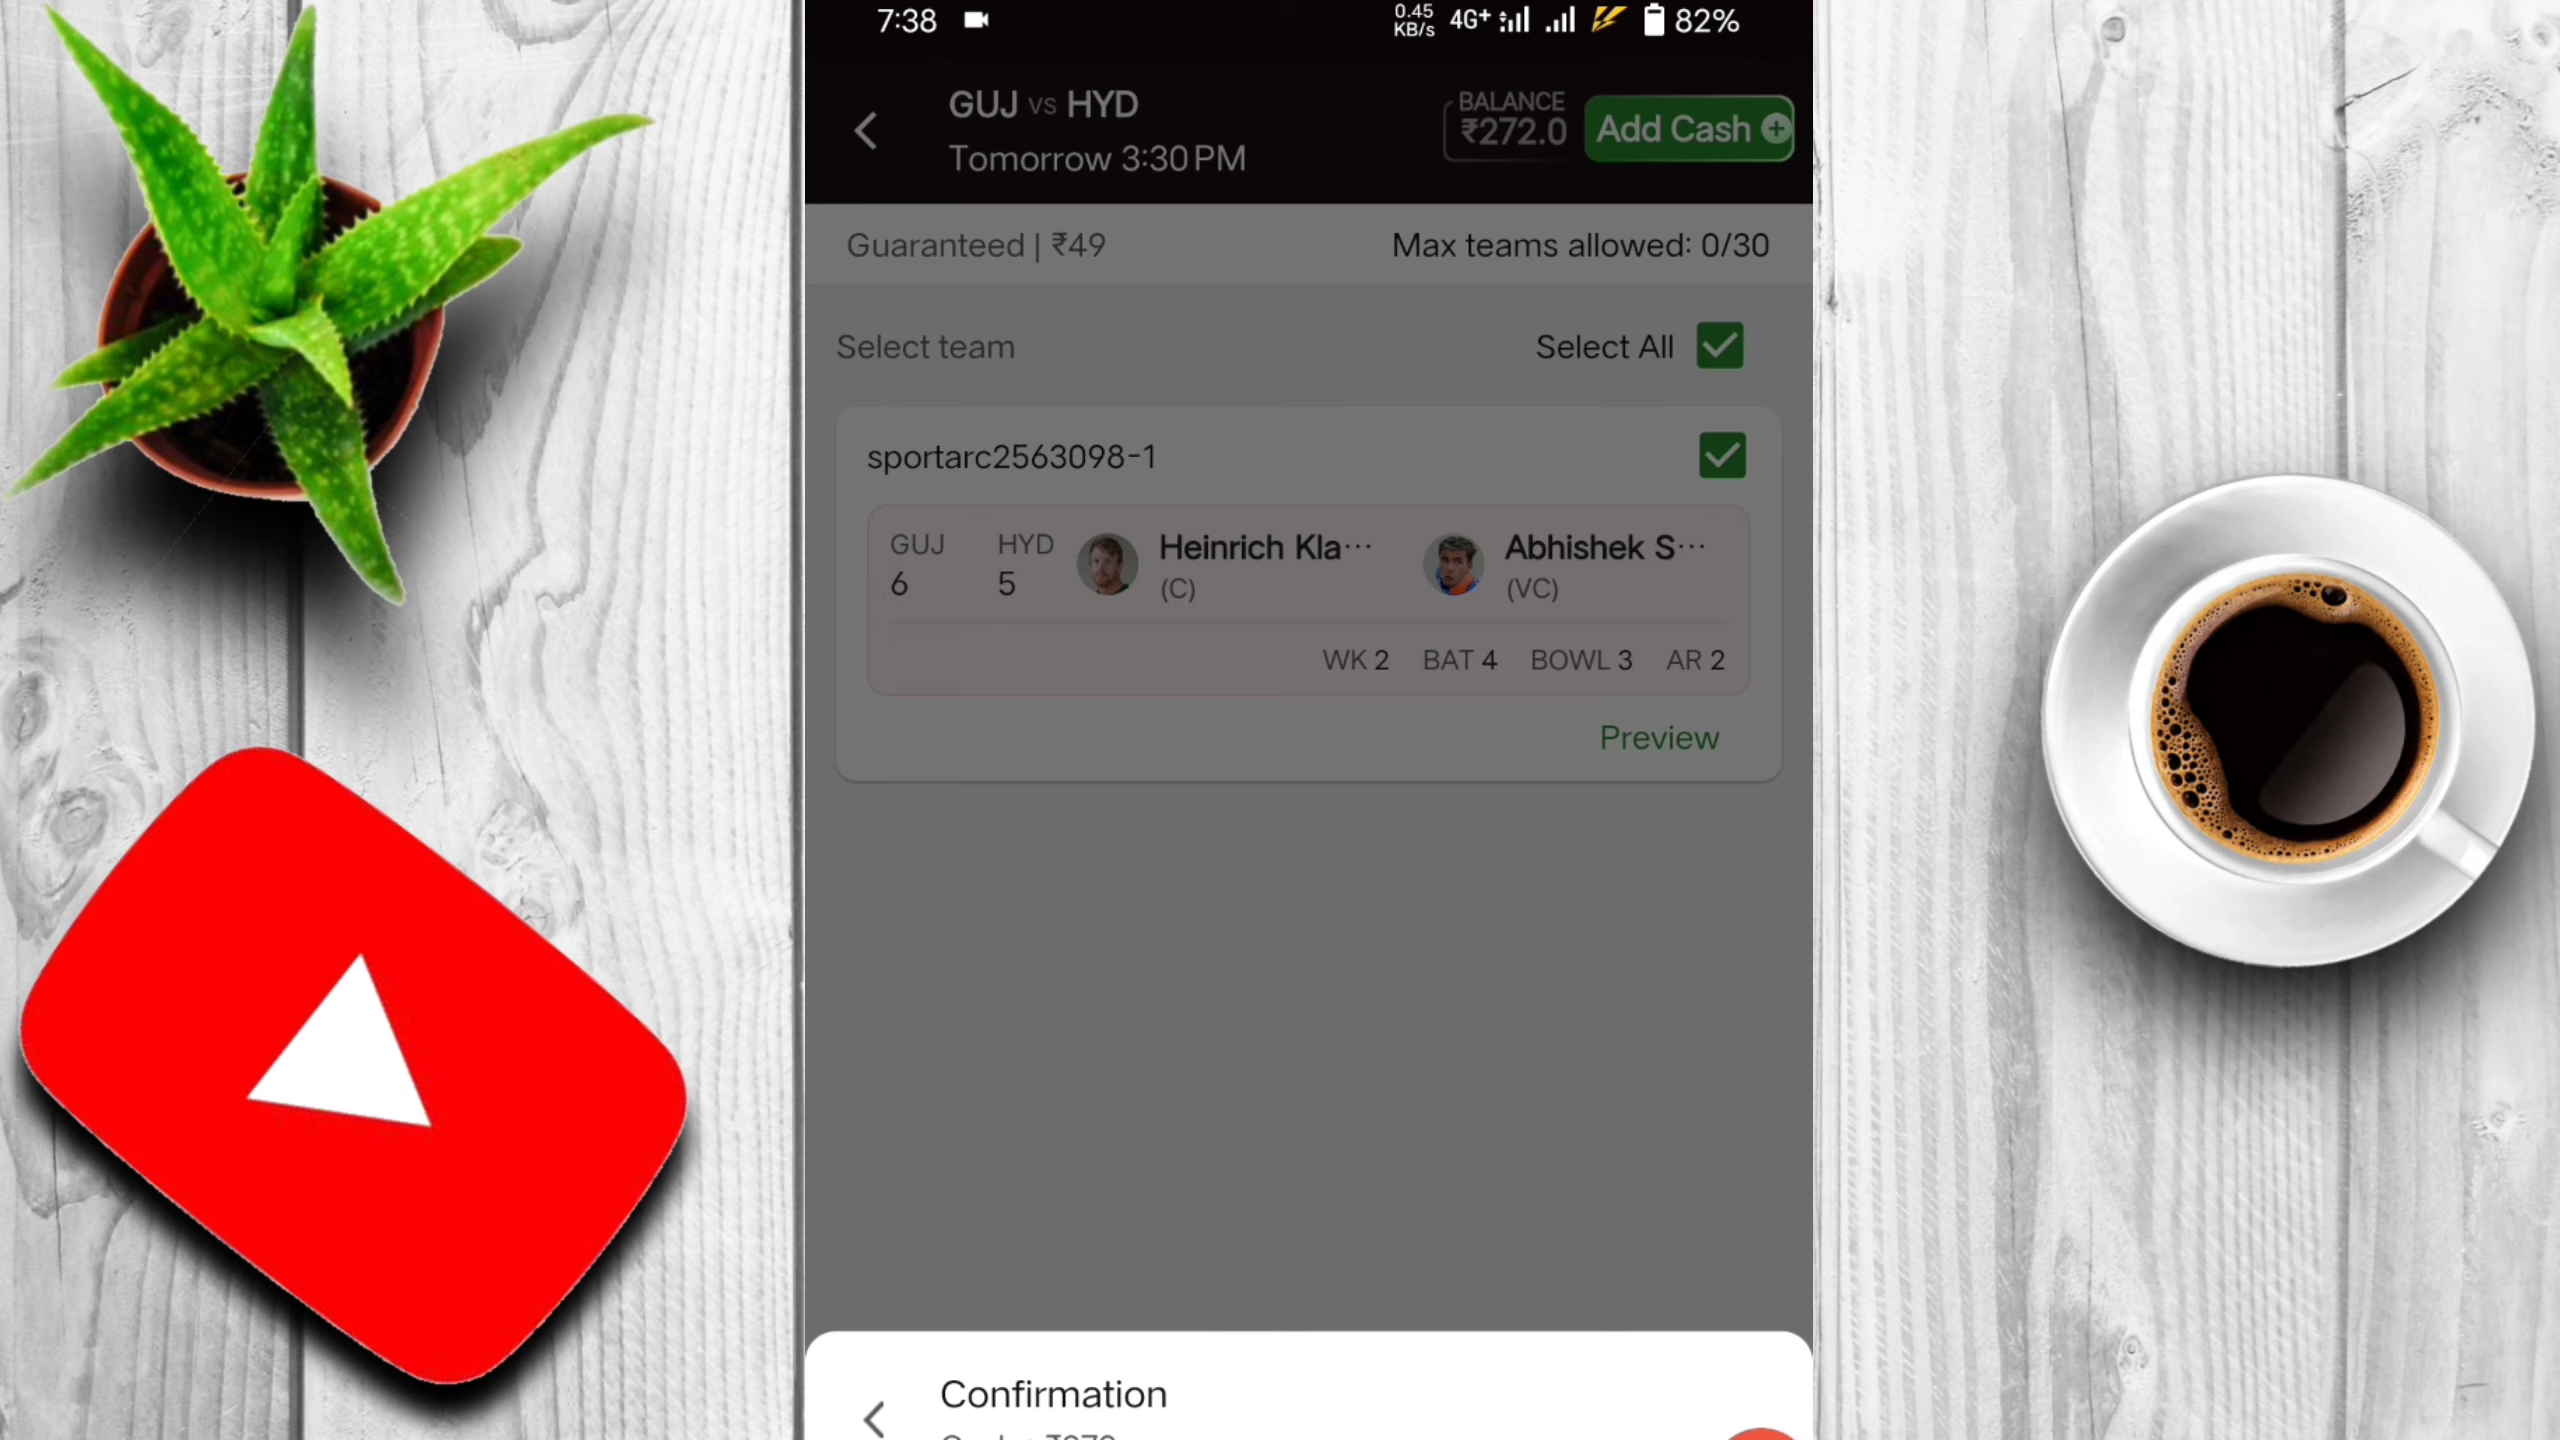 7:38 0.45 KB/s 4G+ 82%
GUJ vs HYD
Tomorrow 3:30 PM
BALANCE
₹272.0
Add Cash
Guaranteed | ₹49
Max teams allowed: 0/30
Select team
Select All
sportarc2563098-1
GUJ
6
HYD
5
Heinrich Kla···
(C)
Abhishek S···
(VC)
WK 2 BAT 4 BOWL 3 AR 2
Preview
Confirmation